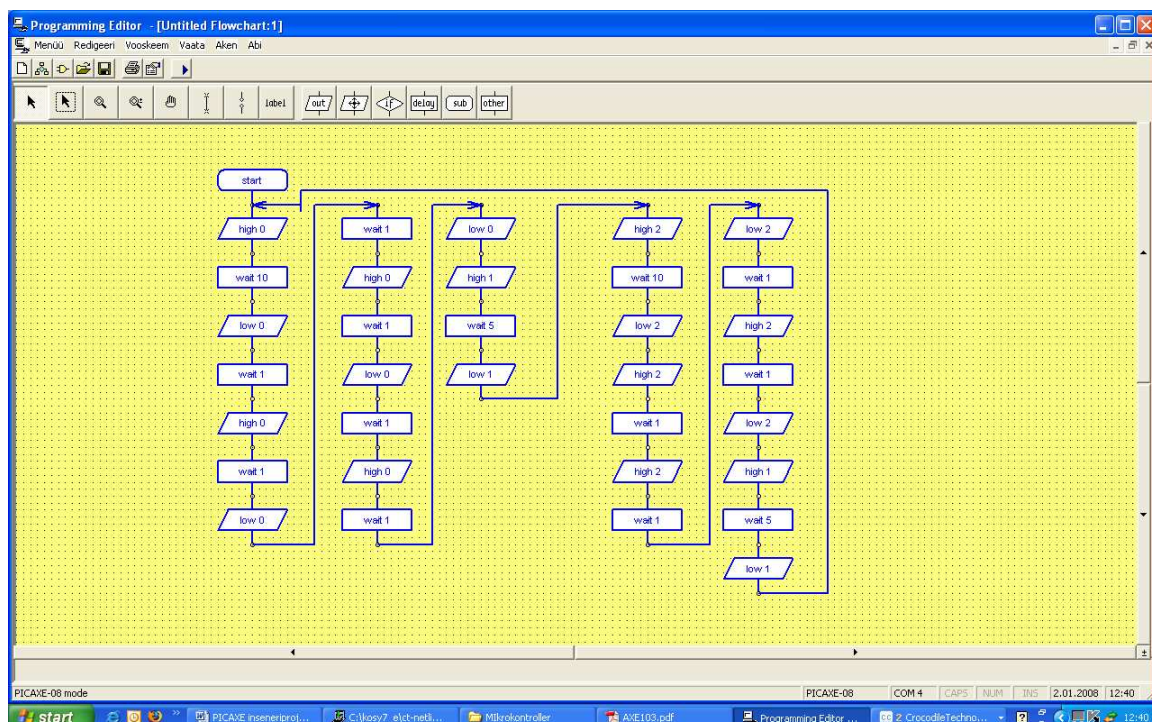 Programming Editor - [Untitled Flowchart:1]
Menüü Redigeeri Vooskeem Vaata Aken Abi
label out if delay sub other
start
high 0
wait 10
low 0
wait 1
high 0
wait 1
low 0
wait 1
high 0
wait 1
low 0
wait 1
high 0
wait 1
low 0
high 1
wait 5
low 1
high 2
wait 10
low 2
high 2
wait 1
high 2
wait 1
low 2
wait 1
high 2
wait 1
low 2
high 1
wait 5
low 1
PICAXE-08 mode PICAXE-08 COM 4 CAPS NUM INS 2.01.2008 12:40
start PICAXE inseneriproj... C:\kosy7_e\ct-netli... MIkrokontroller AXE103.pdf Programming Editor ... 2 CrocodileTechno... 12:40